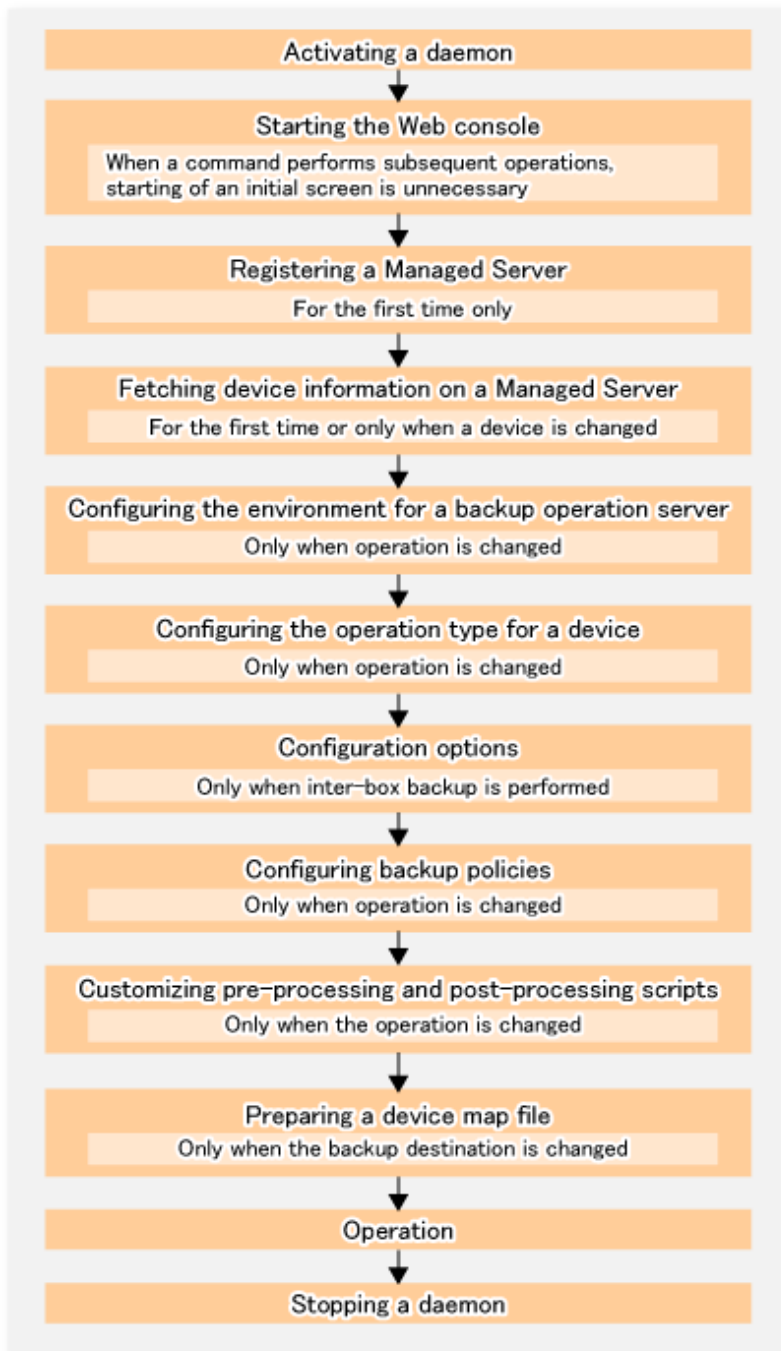 Activating a daemon
Starting the Web console
When a command performs subsequent operations,
starting of an initial screen is unnecessary
Registering a Managed Server
For the first time only
Fetching device information on a Managed Server
For the first time or only when a device is changed
Configuring the environment for a backup operation server
Only when operation is changed
Configuring the operation type for a device
Only when operation is changed
Configuration options
Only when inter-box backup is performed
Configuring backup policies
Only when operation is changed
Customizing pre-processing and post-processing scripts
Only when the operation is changed
Preparing a device map file
Only when the backup destination is changed
Operation
Stopping a daemon